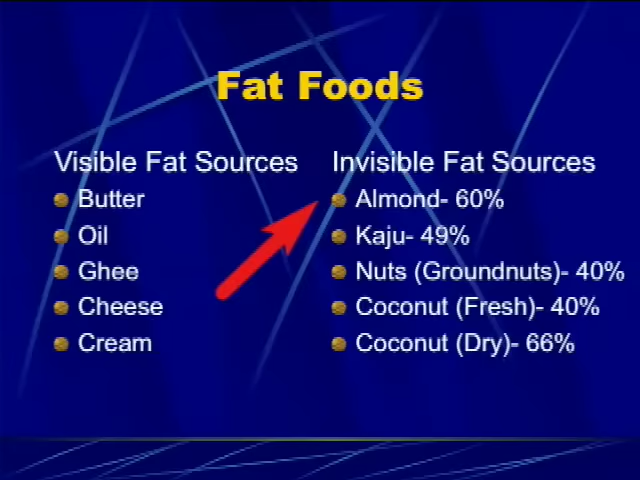 Fat Foods
Visible Fat Sources
Butter
Oil
Ghee
Cheese
Cream
Invisible Fat Sources
Almond- 60%
Kaju- 49%
Nuts (Groundnuts)- 40%
Coconut (Fresh)- 40%
Coconut (Dry)- 66%